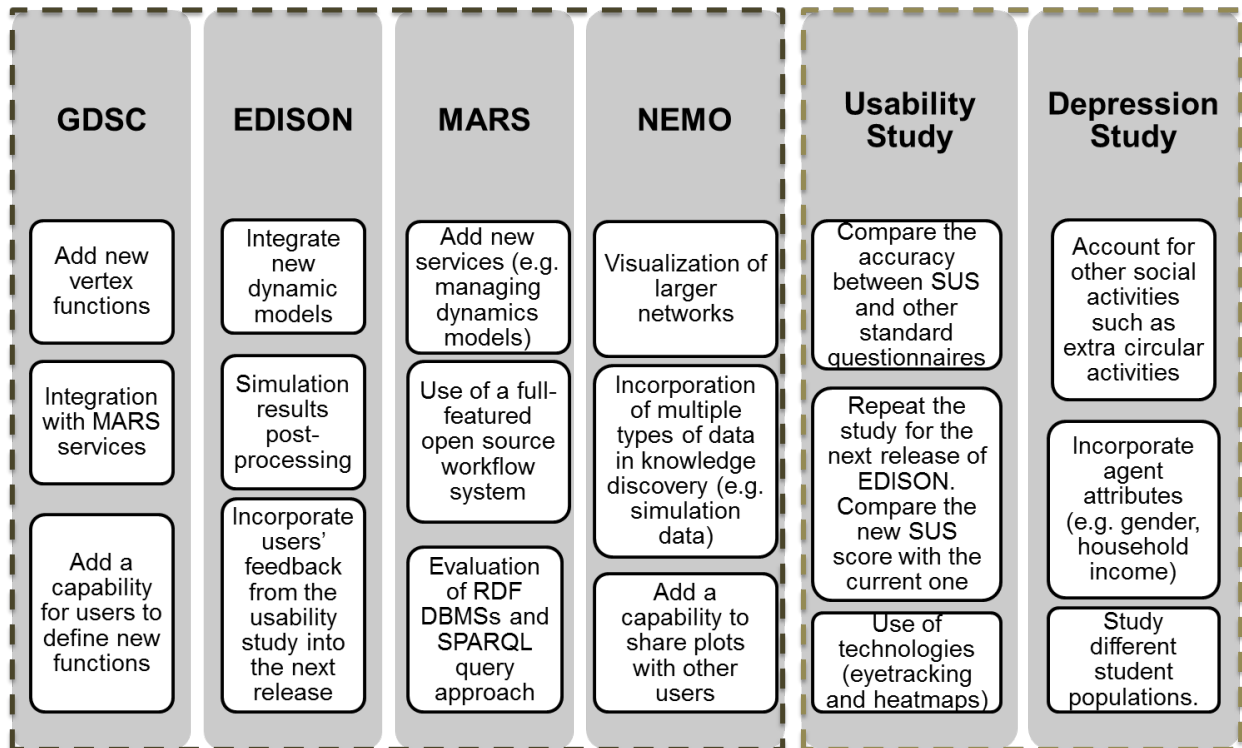 GDSC
Add new
vertex
functions
Integration
with MARS
services
Add a
capability
for users to
define new
functions
EDISON
Integrate
new
dynamic
models
Simulation
results
post-
processing
Incorporate
users'
feedback
from the
usability
study into
the next
release
MARS
Add new
services (e.g.
managing
dynamics
models)
Use of a full-
featured
open source
workflow
system
Evaluation
of RDF
DBMSs and
SPARQL
query
approach
NEMO
Visualization of
larger
networks
Incorporation
of multiple
types of data
in knowledge
discovery (e.g.
simulation
data)
Add a
capability to
share plots
with other
users
Usability
Study
Compare the
accuracy
between SUS
and other
standard
questionnaires
Repeat the
study for the
next release of
EDISON.
Compare the
new SUS
score with the
current one
Use of
technologies
(eyetracking
and heatmaps)
Depression
Study
Account for
other social
activities
such as
extra circular
activities
Incorporate
agent
attributes
(e.g. gender,
household
income)
Study
different
student
populations.